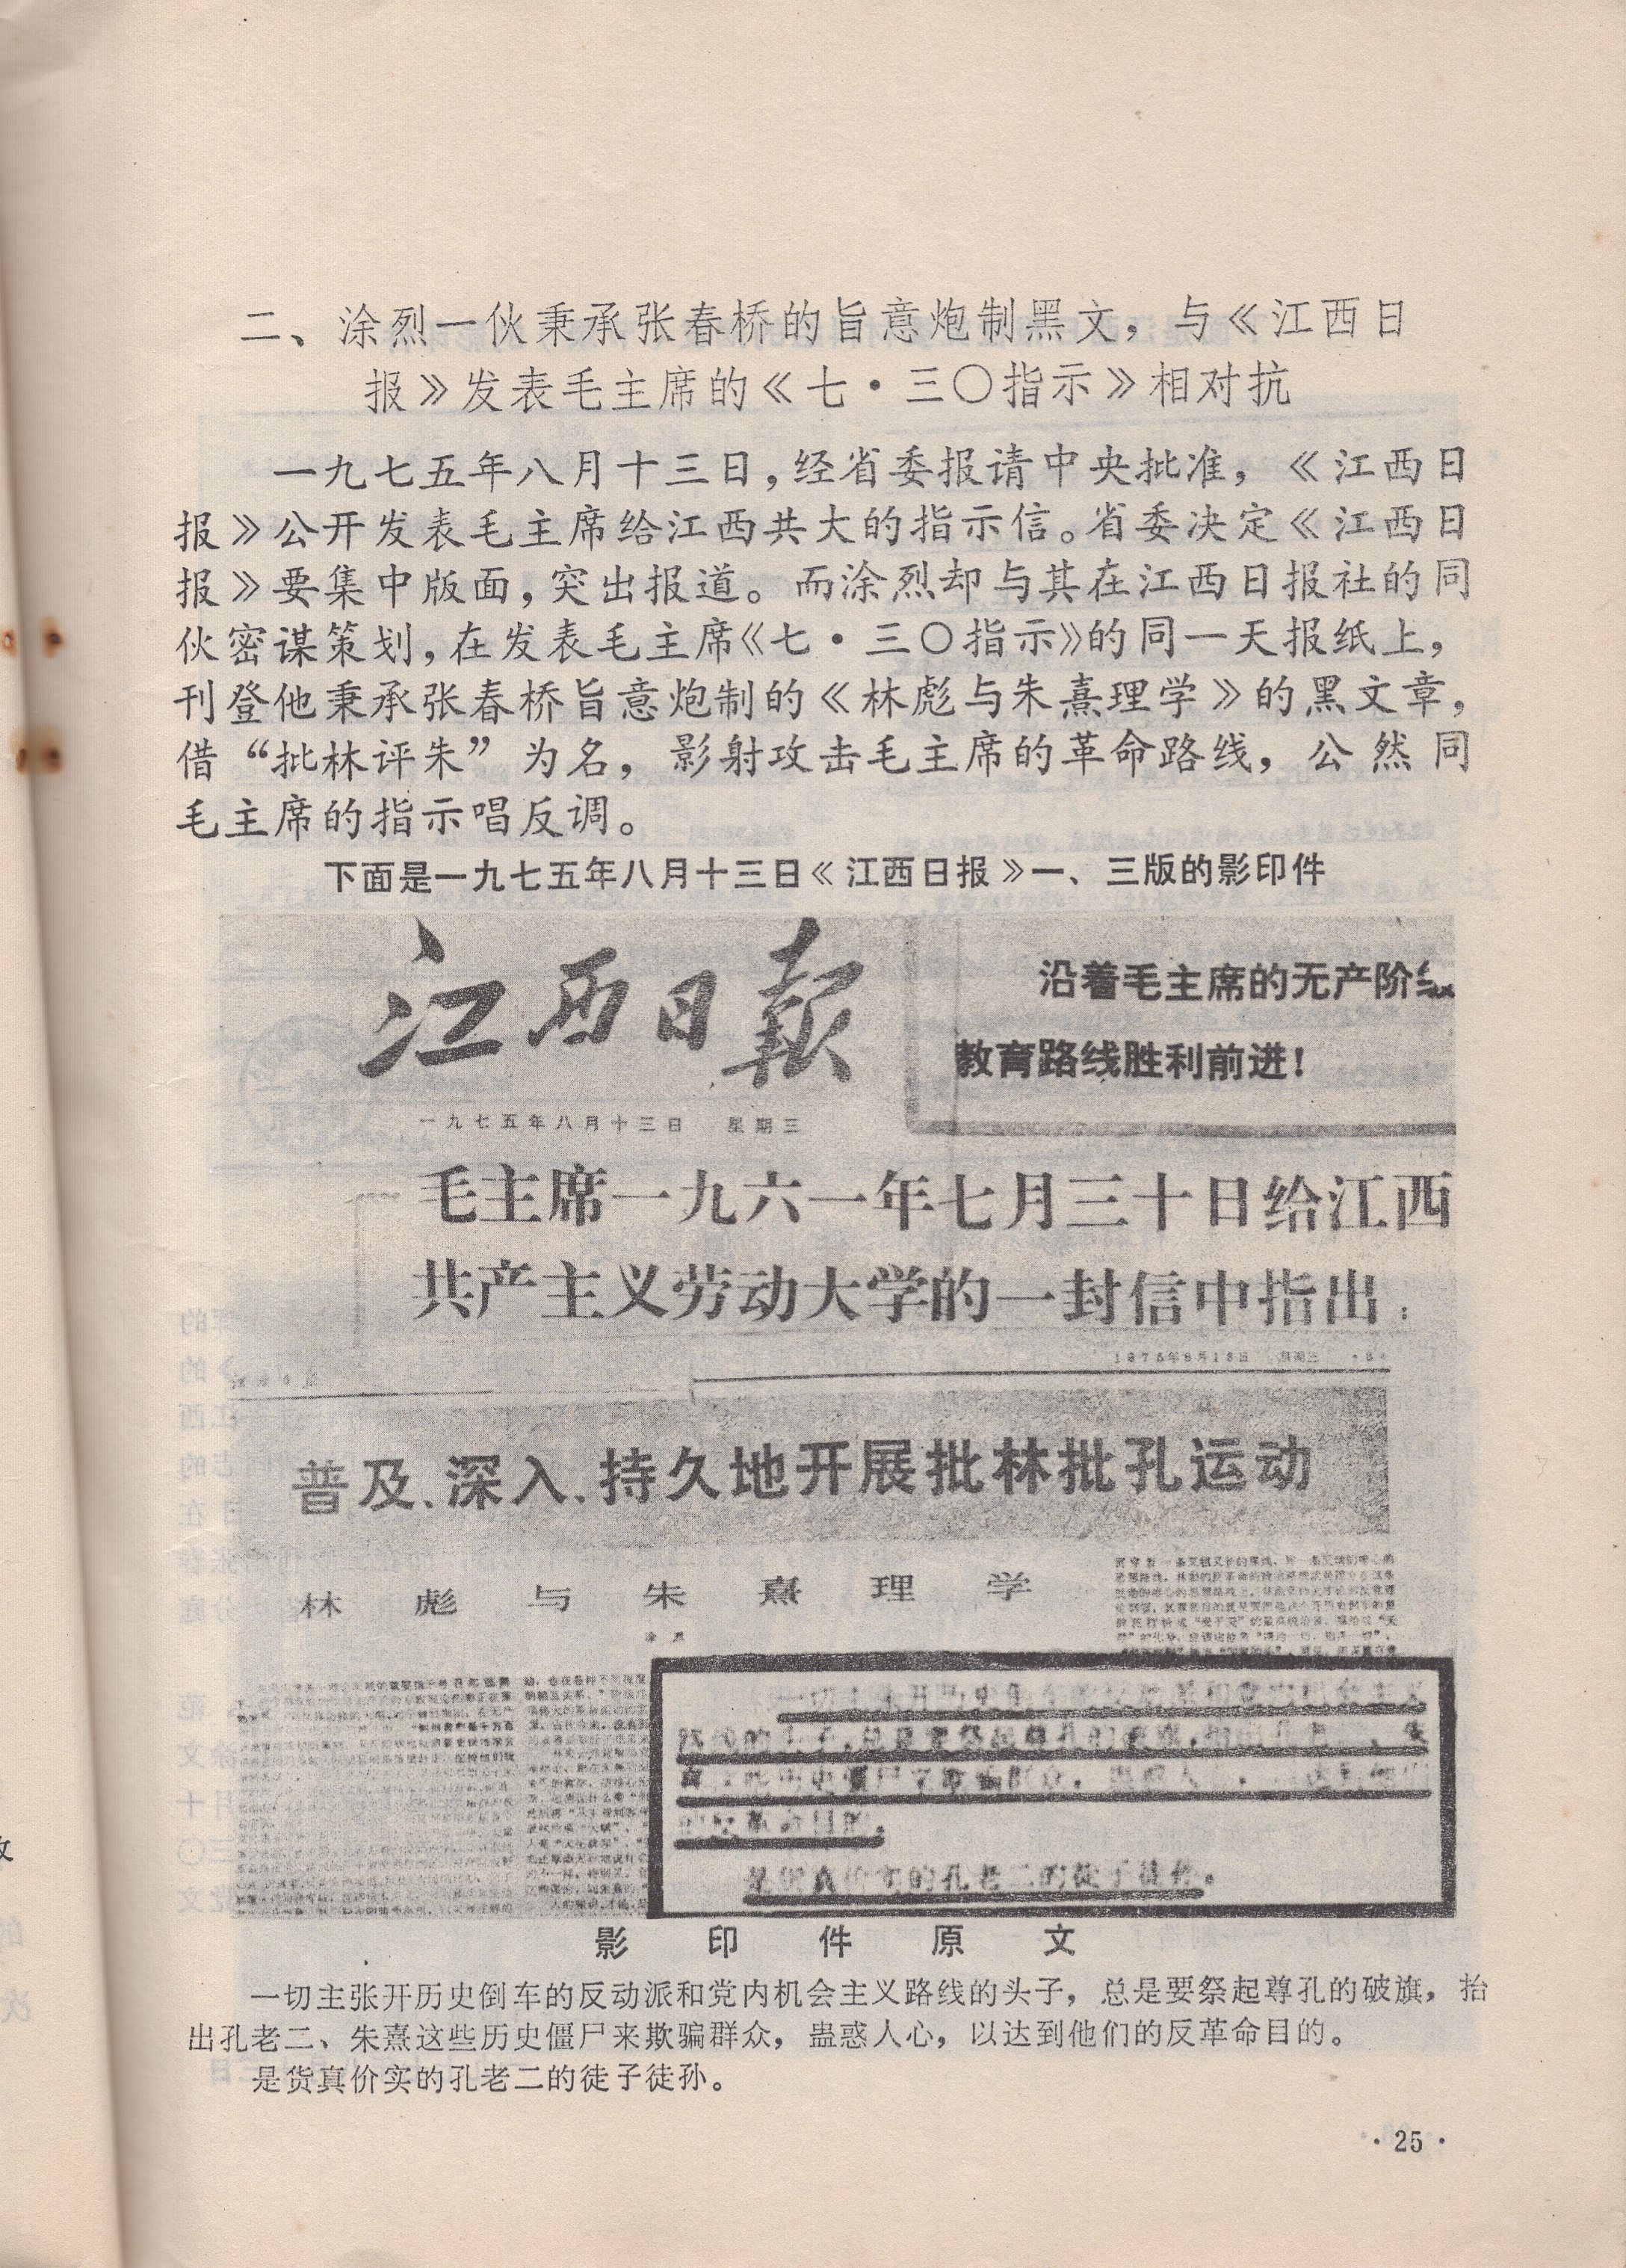 二、涂烈一伙秉承张春桥的旨意炮制黑文，与《江西日
报》发表毛主席的《七·三〇指示》相对抗
一九七五年八月十三日，经省委报请中央批准，《江西日
报》公开发表毛主席给江西共大的指示信。省委决定《江西日
报》要集中版面，突出报道。而涂烈却与其在江西日报社的同
伙密谋策划，在发表毛主席《七·三〇指示》的同一天报纸上，
刊登他秉承张春桥旨意炮制的《林彪与朱熹理学》的黑文章，
借“批林评朱”为名，影射攻击毛主席的革命路线，公然同
毛主席的指示唱反调。
下面是一九七五年八月十三日《江西日报》一、三版的影印件
江西日报
沿着毛主席的无产阶级
教育路线胜利前进！
一九七五年八月十三日 星期三
毛主席一九六一年七月三十日给江西
共产主义劳动大学的一封信中指出：
1975年8月13日 星期三 ·3·
普及、深入、持久地开展批林批孔运动
林彪与朱熹理学
涂烈
是货真价实的孔老二的徒子徒孙。
影印件原文
一切主张开历史倒车的反动派和党内机会主义路线的头子，总是要祭起尊孔的破旗，抬
出孔老二、朱熹这些历史僵尸来欺骗群众，蛊惑人心，以达到他们的反革命目的。
是货真价实的孔老二的徒子徒孙。
·25·